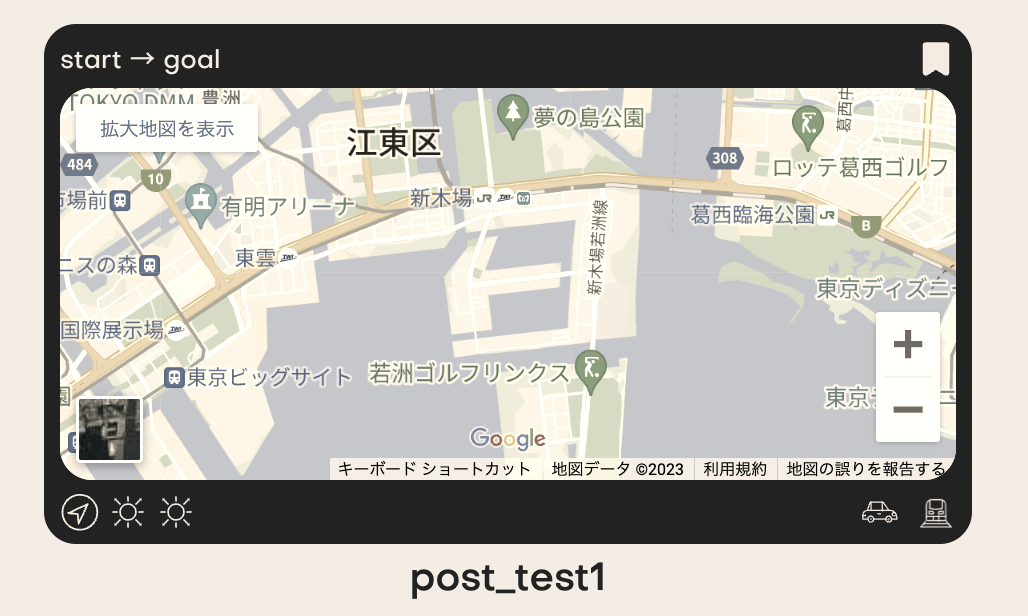 start → goal
TOKYO DMM 豊洲
拡大地図を表示
江東区
夢の島公園
葛西中
484
10
308
ロッテ葛西ゴルフ
市場前
有明アリーナ
新木場
JR
葛西臨海公園
JR
B
東雲
ニスの森
新木場若洲線
東京ディズニー
国際展示場
東京ビッグサイト
若洲ゴルフリンクス
+
東京
園
−
Google
キーボード ショートカット
地図データ ©2023
利用規約
地図の誤りを報告する
post_test1